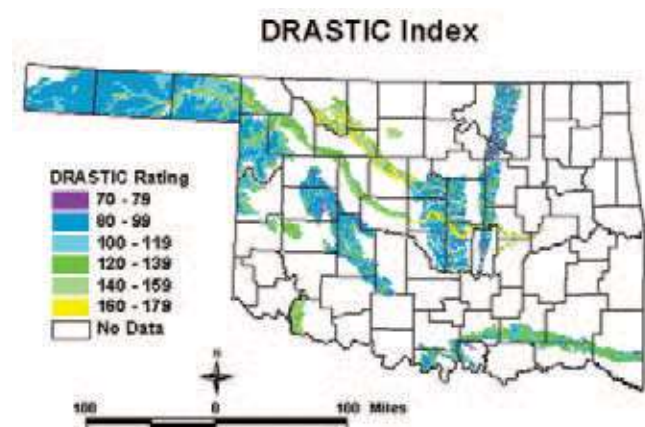 DRASTIC Index
DRASTIC Rating
70 - 79
80 - 99
100 - 119
120 - 139
140 - 159
160 - 179
No Data
N
100 0 100 Miles